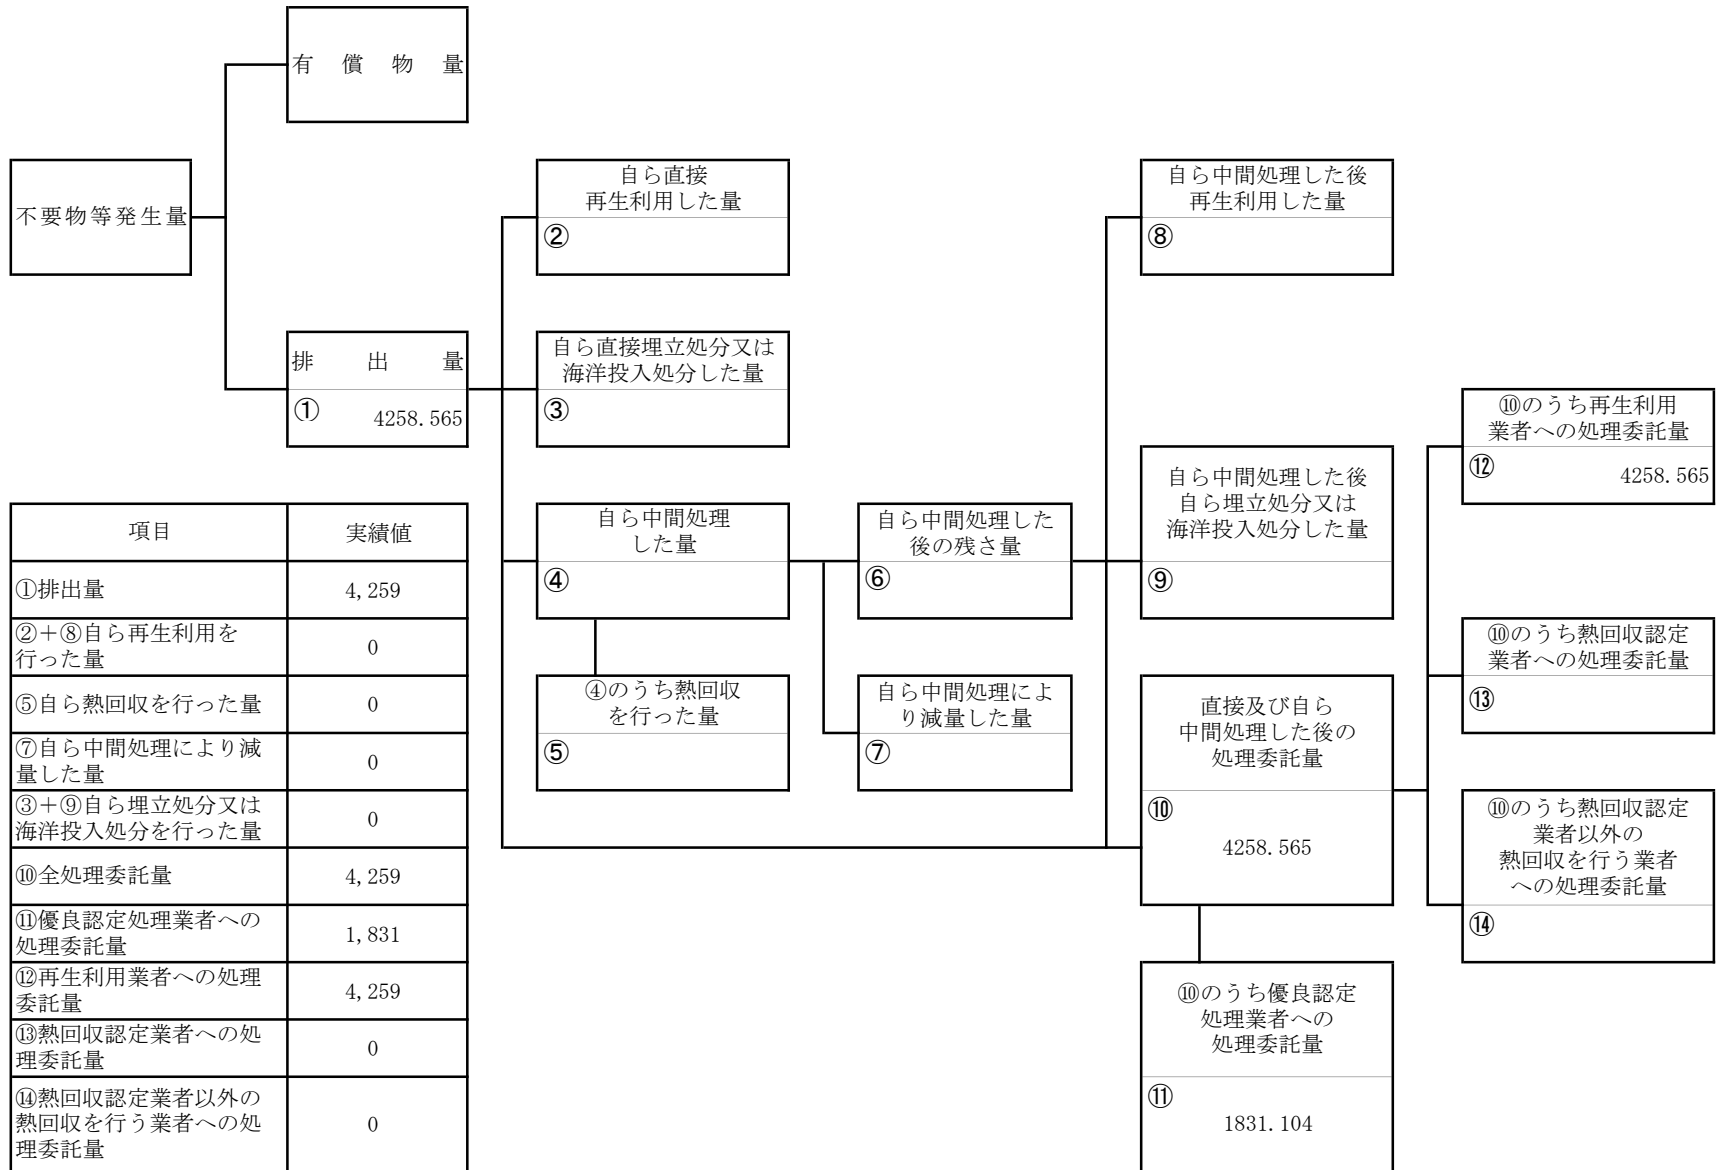 有償物量
不要物等発生量
排出量
①
4258.565
自ら直接
再生利用した量
②
自ら直接埋立処分又は
海洋投入処分した量
③
自ら中間処理
した量
④
④のうち熱回収
を行った量
⑤
自ら中間処理した
後の残さ量
⑥
自ら中間処理によ
り減量した量
⑦
自ら中間処理した後
再生利用した量
⑧
自ら中間処理した後
自ら埋立処分又は
海洋投入処分した量
⑨
直接及び自ら
中間処理した後の
処理委託量
⑩
4258.565
⑩のうち優良認定
処理業者への
処理委託量
⑪
1831.104
⑩のうち再生利用
業者への処理委託量
⑫
4258.565
⑩のうち熱回収認定
業者への処理委託量
⑬
⑩のうち熱回収認定
業者以外の
熱回収を行う業者
への処理委託量
⑭
項目 実績値
①排出量 4,259
②+⑧自ら再生利用を
行った量 0
⑤自ら熱回収を行った量 0
⑦自ら中間処理により減
量した量 0
③+⑨自ら埋立処分又は
海洋投入処分を行った量 0
⑩全処理委託量 4,259
⑪優良認定処理業者への
処理委託量 1,831
⑫再生利用業者への処理
委託量 4,259
⑬熱回収認定業者への処
理委託量 0
⑭熱回収認定業者以外の
熱回収を行う業者への処
理委託量 0